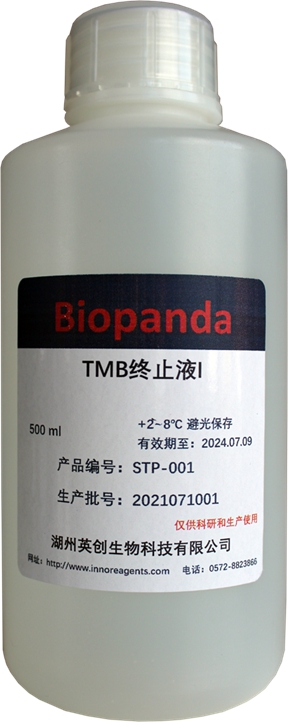 Biopanda
TMB终止液I
500 ml
+2~8℃ 避光保存
有效期至：2024.07.09
产品编号：STP-001
生产批号：2021071001
仅供科研和生产使用
湖州英创生物科技有限公司
网址：http://www.innoreagents.com 电话：0572-8823866